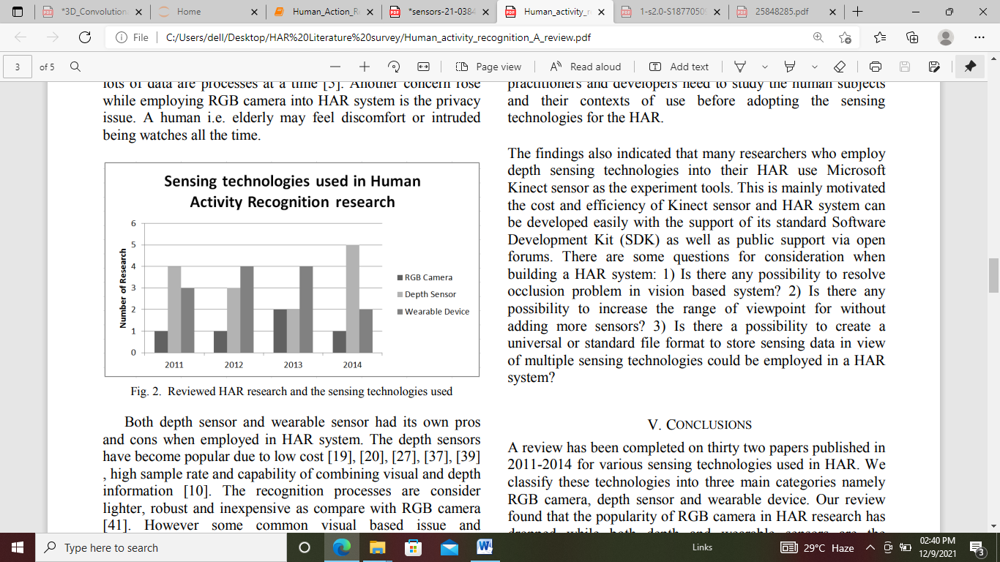 *3D_Convolution
Home
Human_Action_R
*sensors-21-0384
Human_activity_r
1-s2.0-S1877050
25848285.pdf
File
C:/Users/dell/Desktop/HAR%20Literature%20survey/Human_activity_recognition_A_review.pdf
3 of 5
Page view
Read aloud
Add text
lots of data are processes at a time [5]. Another concern rose
while employing RGB camera into HAR system is the privacy
issue. A human i.e. elderly may feel discomfort or intruded
being watches all the time.
Sensing technologies used in Human
Activity Recognition research
Number of Research
6
5
4
3
2
1
0
2011 2012 2013 2014
RGB Camera
Depth Sensor
Wearable Device
Fig. 2. Reviewed HAR research and the sensing technologies used
Both depth sensor and wearable sensor had its own pros
and cons when employed in HAR system. The depth sensors
have become popular due to low cost [19], [20], [27], [37], [39]
, high sample rate and capability of combining visual and depth
information [10]. The recognition processes are consider
lighter, robust and inexpensive as compare with RGB camera
[41]. However some common visual based issue and
practitioners and developers need to study the human subjects
and their contexts of use before adopting the sensing
technologies for the HAR.
The findings also indicated that many researchers who employ
depth sensing technologies into their HAR use Microsoft
Kinect sensor as the experiment tools. This is mainly motivated
the cost and efficiency of Kinect sensor and HAR system can
be developed easily with the support of its standard Software
Development Kit (SDK) as well as public support via open
forums. There are some questions for consideration when
building a HAR system: 1) Is there any possibility to resolve
occlusion problem in vision based system? 2) Is there any
possibility to increase the range of viewpoint for without
adding more sensors? 3) Is there a possibility to create a
universal or standard file format to store sensing data in view
of multiple sensing technologies could be employed in a HAR
system?
V. CONCLUSIONS
A review has been completed on thirty two papers published in
2011-2014 for various sensing technologies used in HAR. We
classify these technologies into three main categories namely
RGB camera, depth sensor and wearable device. Our review
found that the popularity of RGB camera in HAR research has
dropped while both depth and wearable sensors are the
Type here to search
Links
29°C Haze
02:40 PM
12/9/2021
3